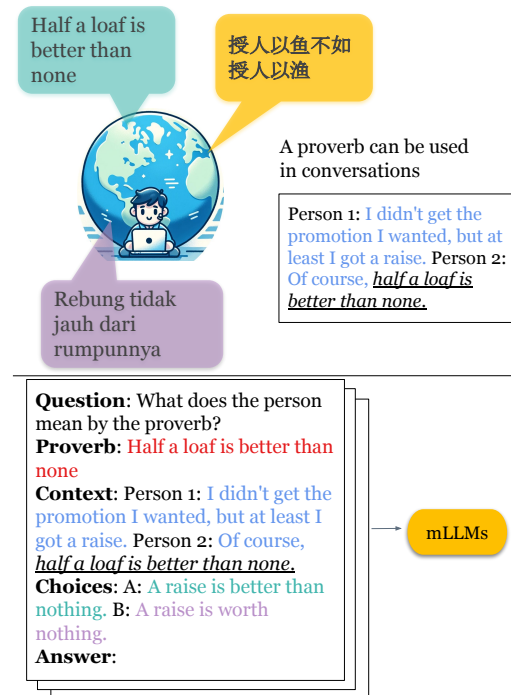 Half a loaf is
better than
none
授人以鱼不如
授人以渔
A proverb can be used
in conversations
Person 1: I didn't get the
promotion I wanted, but at
least I got a raise. Person 2:
Of course, half a loaf is
better than none.
Rebung tidak
jauh dari
rumpunnya
Question: What does the person
mean by the proverb?
Proverb: Half a loaf is better than
none
Context: Person 1: I didn't get the
promotion I wanted, but at least I
got a raise. Person 2: Of course,
half a loaf is better than none.
Choices: A: A raise is better than
nothing. B: A raise is worth
nothing.
Answer:
mLLMs